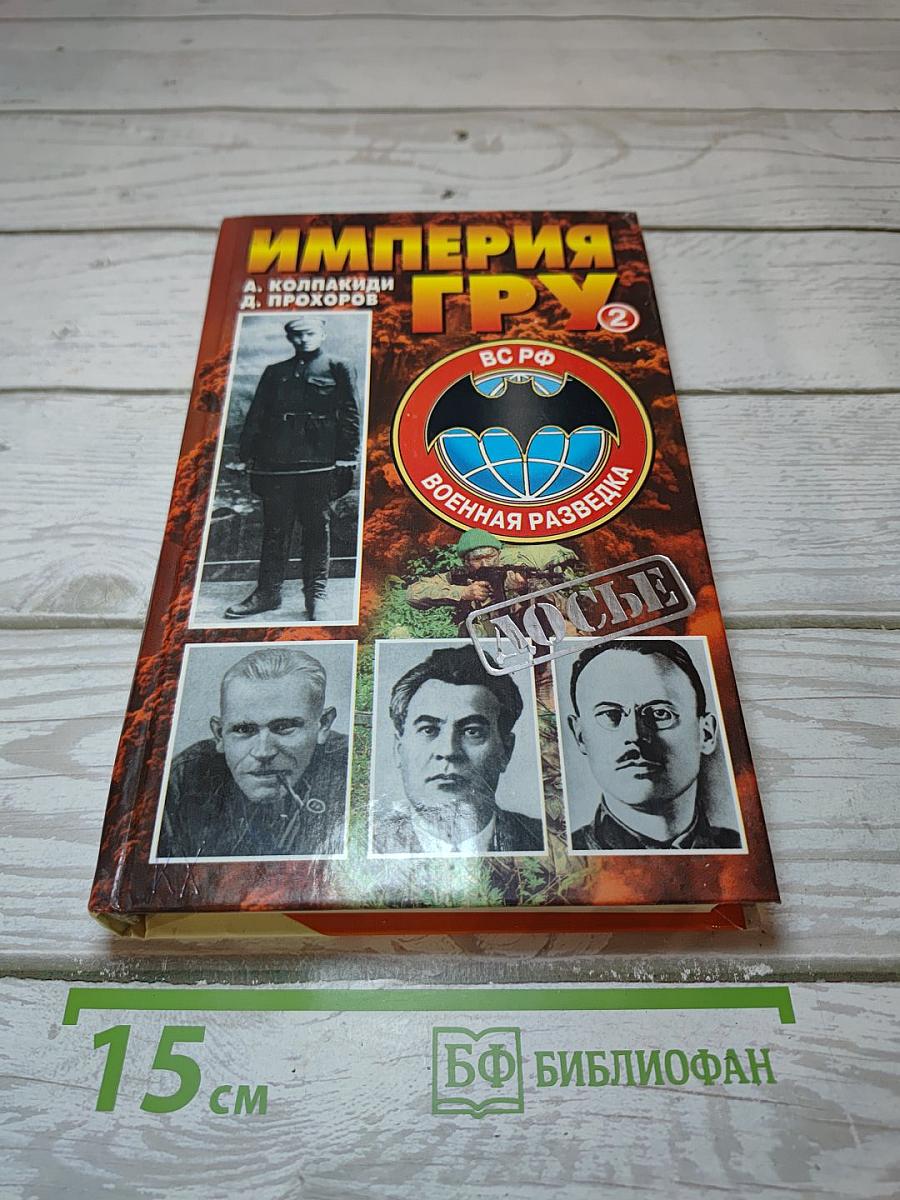 ИМПЕРИЯ
ГРУ
2
А. КОЛПАКИДИ
Д. ПРОХОРОВ
ВС РФ
ВОЕННАЯ РАЗВЕДКА
ДОСЬЕ
15 см
БФ БИБЛИОФАН